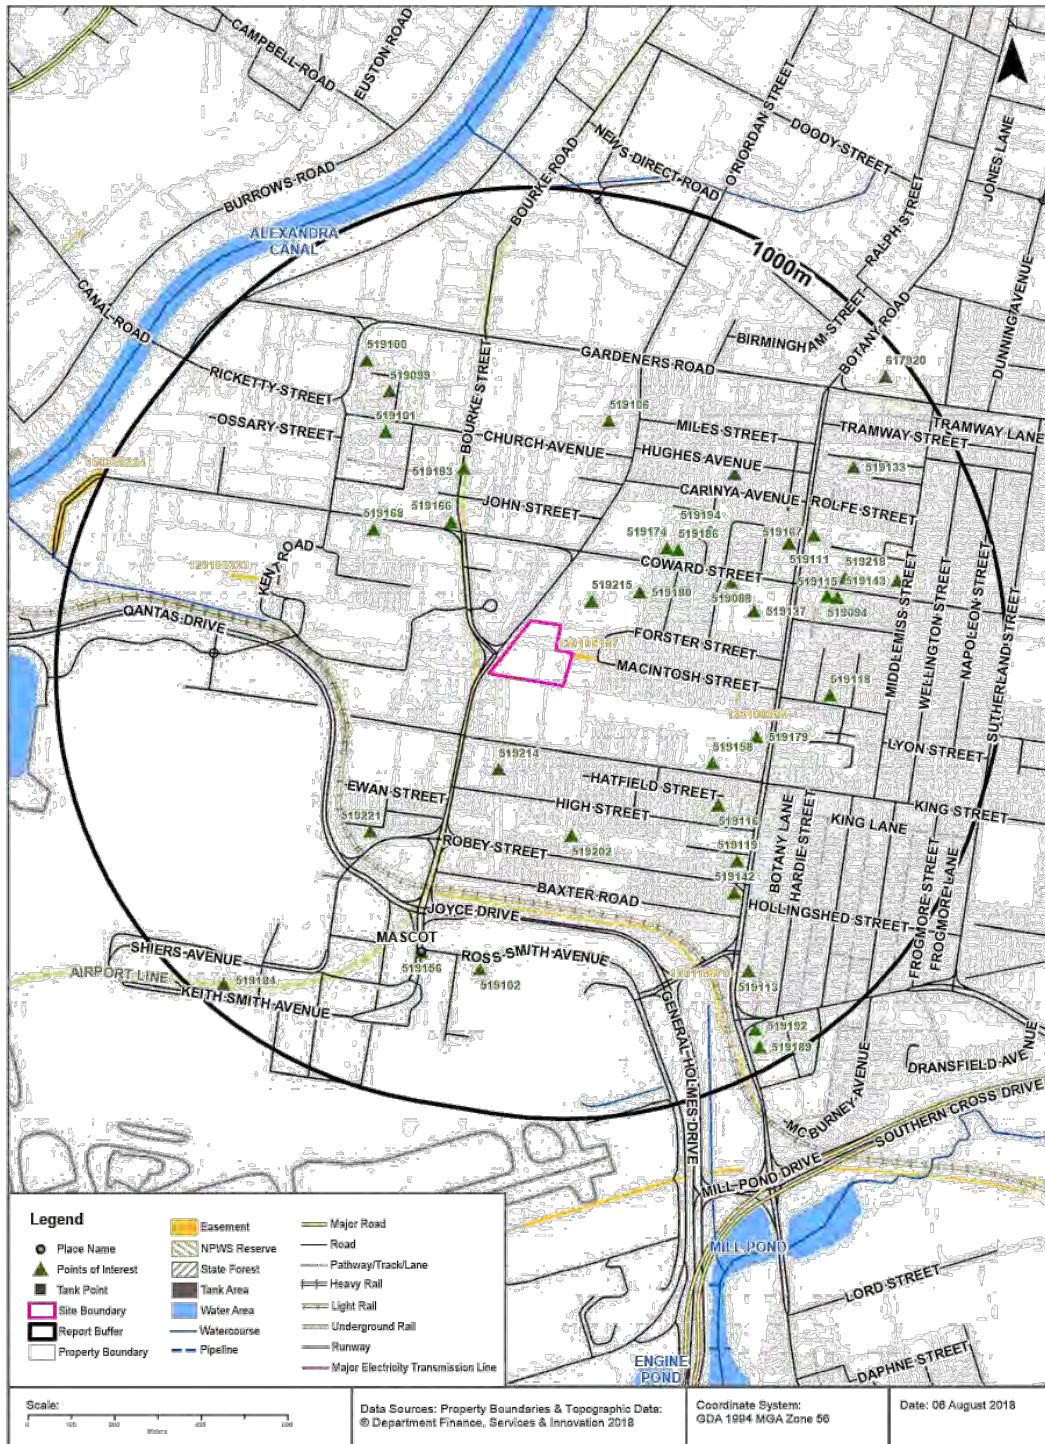 CAMPBELL ROAD
EUSTON ROAD
BURROWS ROAD
ALEXANDRA
CANAL
CANAL ROAD
BOURKE ROAD
NEWS DIRECT ROAD
O'RIORDAN STREET
DOODY STREET
JONES LANE
RALPH STREET
1000m
BIRMINGHAM STREET
BOTANY ROAD
DUNNING AVENUE
GARDENERS ROAD
617920
519100
519099
RICKETTY STREET
519101
OSSARY STREET
BOURKE STREET
519106
CHURCH AVENUE
MILES STREET
HUGHES AVENUE
TRAMWAY LANE
TRAMWAY STREET
519133
519183
CARINYA AVENUE
ROLFE STREET
JOHN STREET
519166
519168
519194
519174
519186
519167
519111
519218
COWARD STREET
519115
519143
519215
519180
519088
519137
519094
KENT ROAD
QANTAS DRIVE
FORSTER STREET
MACINTOSH STREET
MIDDLEMISS STREET
WELLINGTON STREET
NAPOLEON STREET
SUTHERLAND STREET
519118
519179
519158
LYON STREET
519214
HATFIELD STREET
EWAN STREET
HIGH STREET
519116
KING STREET
KING LANE
519221
ROBEY STREET
519202
519119
BOTANY LANE
HARDIE STREET
519142
BAXTER ROAD
HOLLINGSHED STREET
FROGMORE STREET
FROGMORE LANE
JOYCE DRIVE
MASCOT
SHIERS AVENUE
519156
ROSS SMITH AVENUE
AIRPORT LINE
519184
519102
KEITH SMITH AVENUE
519113
GENERAL HOLMES DRIVE
519192
519189
DRANSFIELD AVENUE
MCBURNEY AVENUE
SOUTHERN CROSS DRIVE
MILL POND DRIVE
MILL POND
LORD STREET
ENGINE
POND
DAPHNE STREET
Legend
Place Name
Points of Interest
Tank Point
Site Boundary
Report Buffer
Property Boundary
Easement
NPWS Reserve
State Forest
Tank Area
Water Area
Watercourse
Pipeline
Major Road
Road
Pathway/Track/Lane
Heavy Rail
Light Rail
Underground Rail
Runway
Major Electricity Transmission Line
Scale:
0
Meters
Data Sources: Property Boundaries & Topographic Data:
© Department Finance, Services & Innovation 2018
Coordinate System:
GDA 1994 MGA Zone 56
Date: 06 August 2018